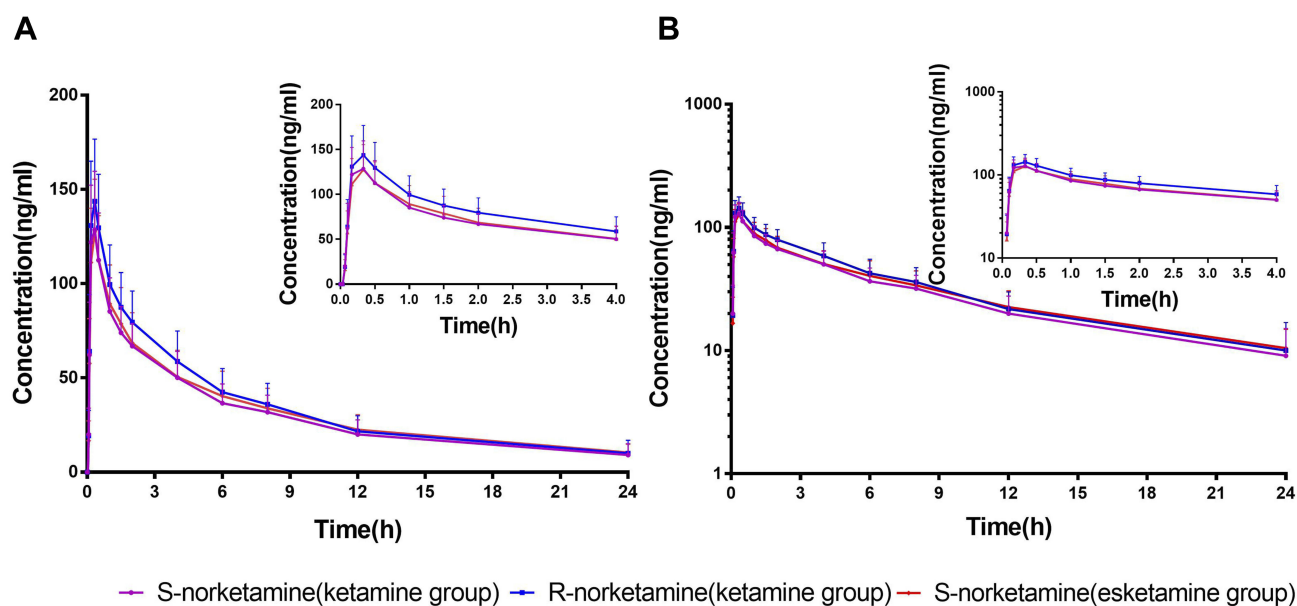 A
B
200
150
100
50
0
Concentration(ng/ml)
0 3 6 9 12 15 18 21 24
Time(h)
200
150
100
50
0
Concentration(ng/ml)
0.0 0.5 1.0 1.5 2.0 2.5 3.0 3.5 4.0
Time(h)
1000
100
10
1
Concentration(ng/ml)
0 3 6 9 12 15 18 21 24
Time(h)
1000
100
10
Concentration(ng/ml)
0.0 0.5 1.0 1.5 2.0 2.5 3.0 3.5 4.0
Time(h)
S-norketamine(ketamine group) R-norketamine(ketamine group) S-norketamine(esketamine group)